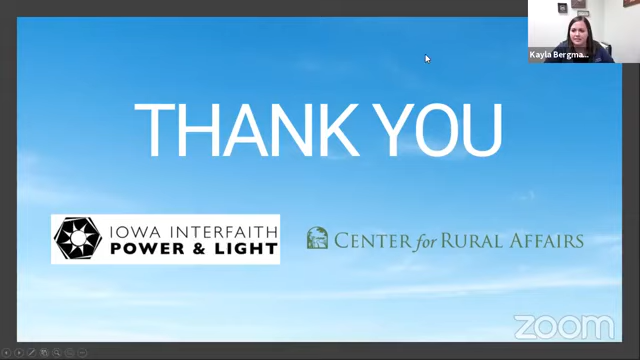 Kayla Bergma...
THANK YOU
IOWA INTERFAITH
POWER & LIGHT
CENTER for RURAL AFFAIRS
zoom